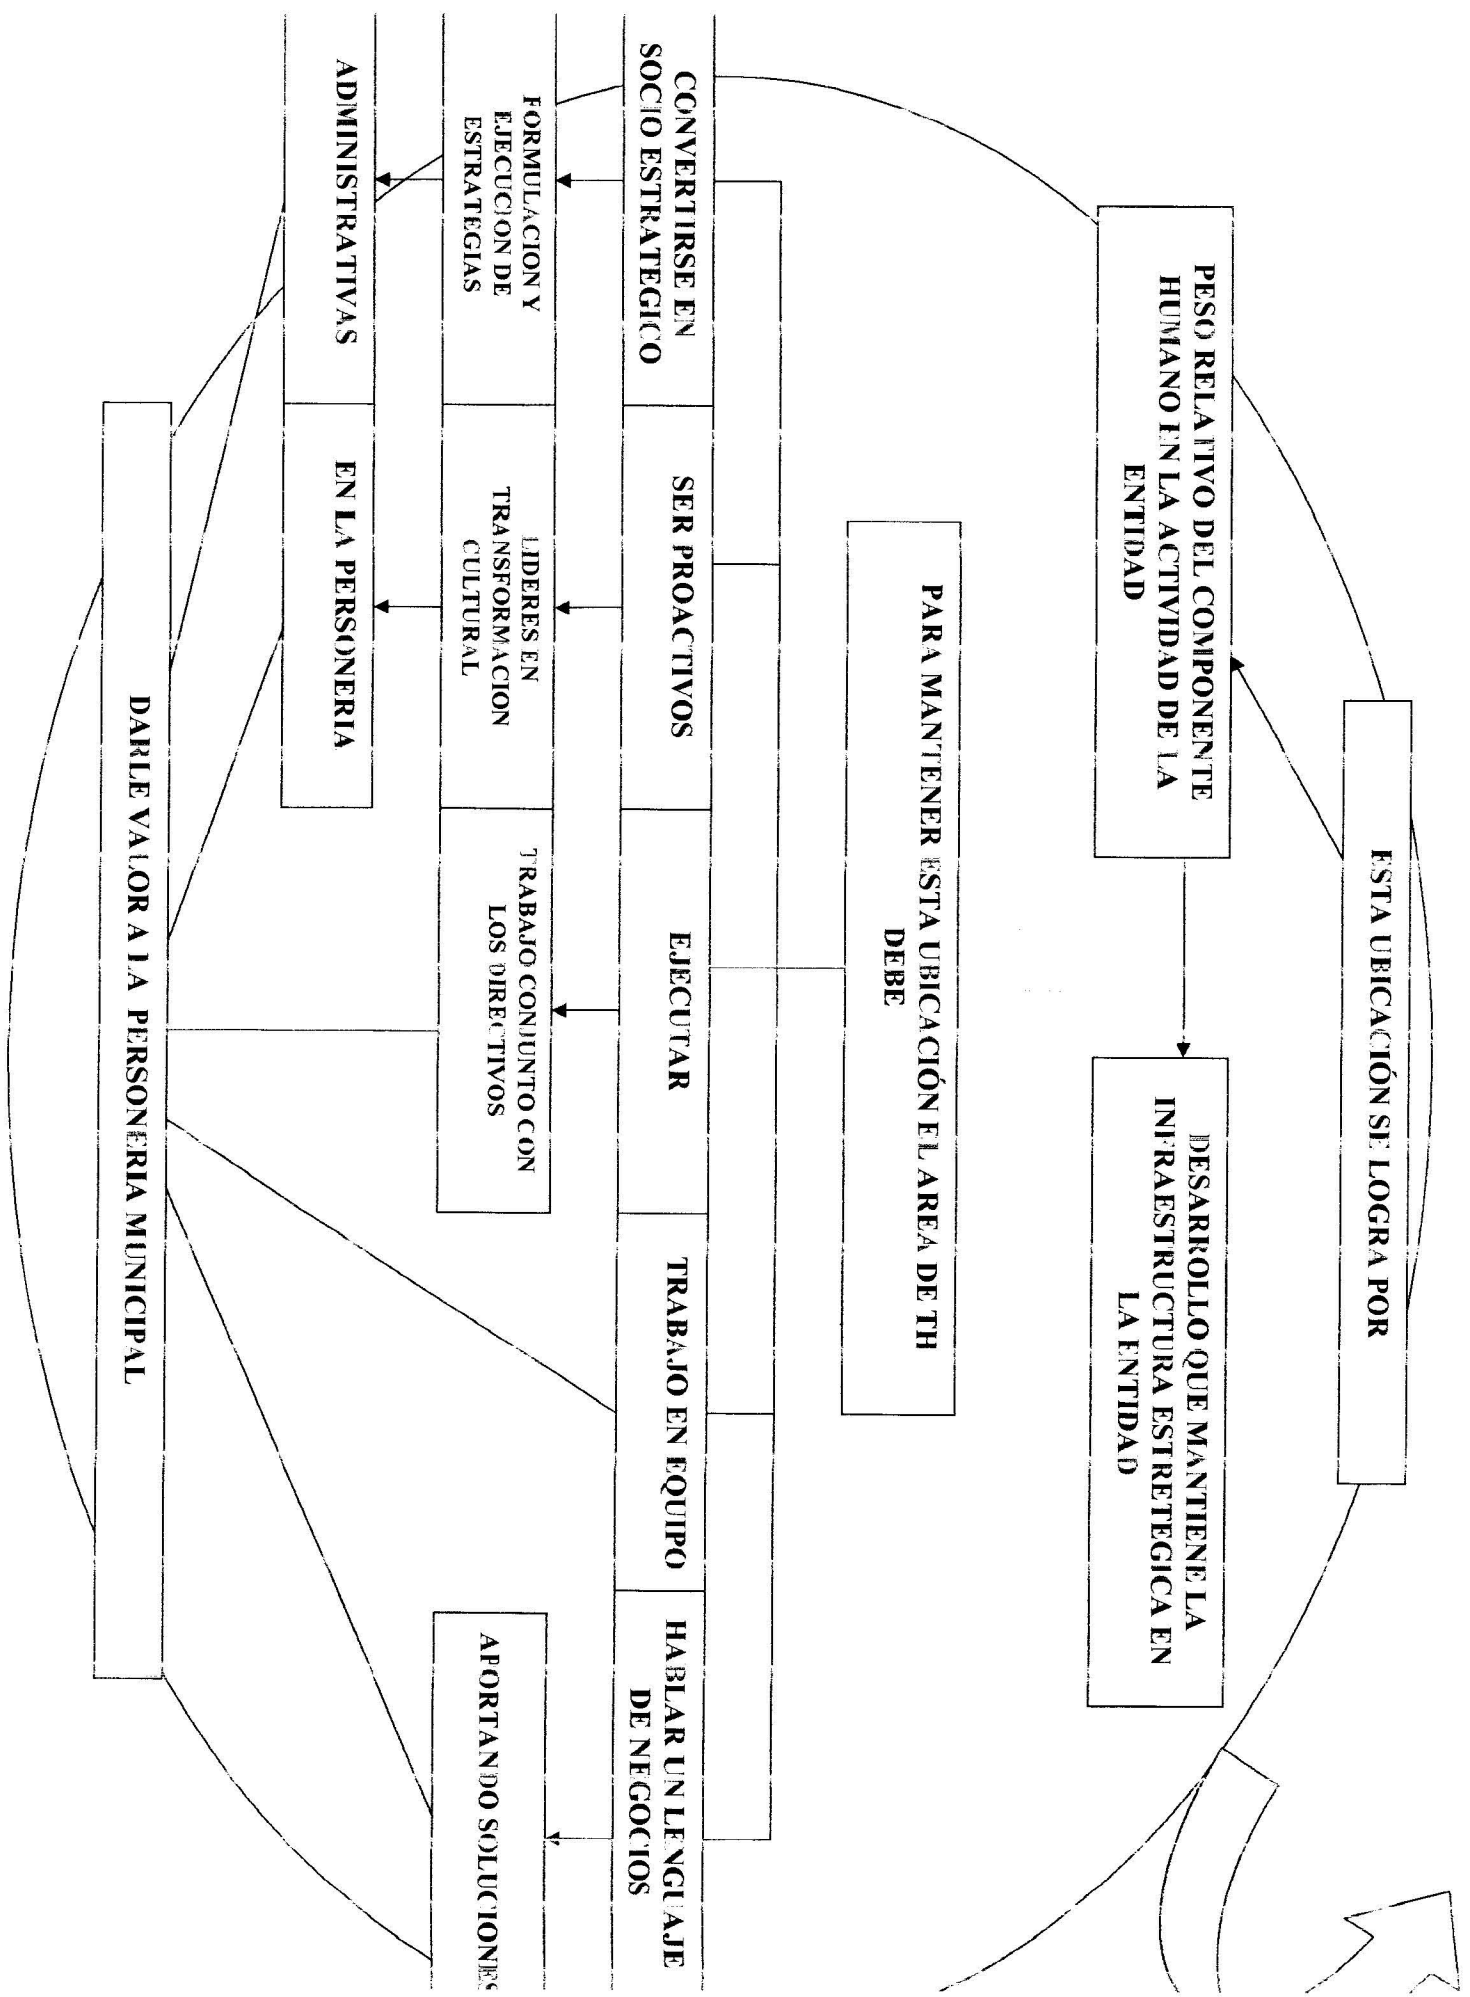 ESTA UBICACIÓN SE LOGRA POR
PESO RELATIVO DEL COMPONENTE
HUMANO EN LA ACTIVIDAD DE LA
ENTIDAD
DESARROLLO QUE MANTIENE LA
INFRAESTRUCTURA ESTRETEGICA EN
LA ENTIDAD
PARA MANTENER ESTA UBICACIÓN EL AREA DE TH
DEBE
CONVERTIRSE EN
SOCIO ESTRATEGICO
SER PROACTIVOS
EJECUTAR
TRABAJO EN EQUIPO
HABLAR UN LENGUAJE
DE NEGOCIOS
FORMULACION Y
EJECUCION DE
ESTRATEGIAS
LIDERES EN
TRANSFORMACION
CULTURAL
TRABAJO CONJUNTO CON
LOS DIRECTIVOS
APORTANDO SOLUCIONES
ADMINISTRATIVAS
EN LA PERSONERIA
DARLE VALOR A LA PERSONERIA MUNICIPAL